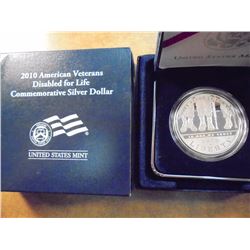 2010 American Veterans
Disabled for Life
Commemorative Silver Dollar
UNITED STATES MINT
LIBERTY